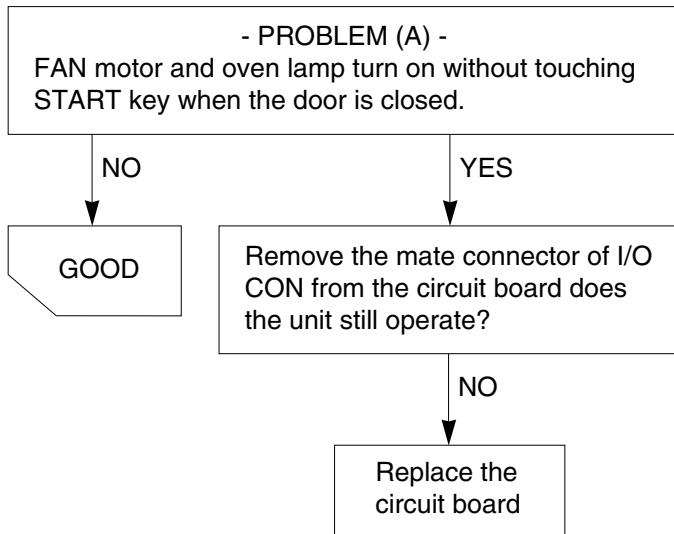 - PROBLEM (A) -
FAN motor and oven lamp turn on without touching
START key when the door is closed.
NO
YES
GOOD
Remove the mate connector of I/O
CON from the circuit board does
the unit still operate?
NO
Replace the
circuit board